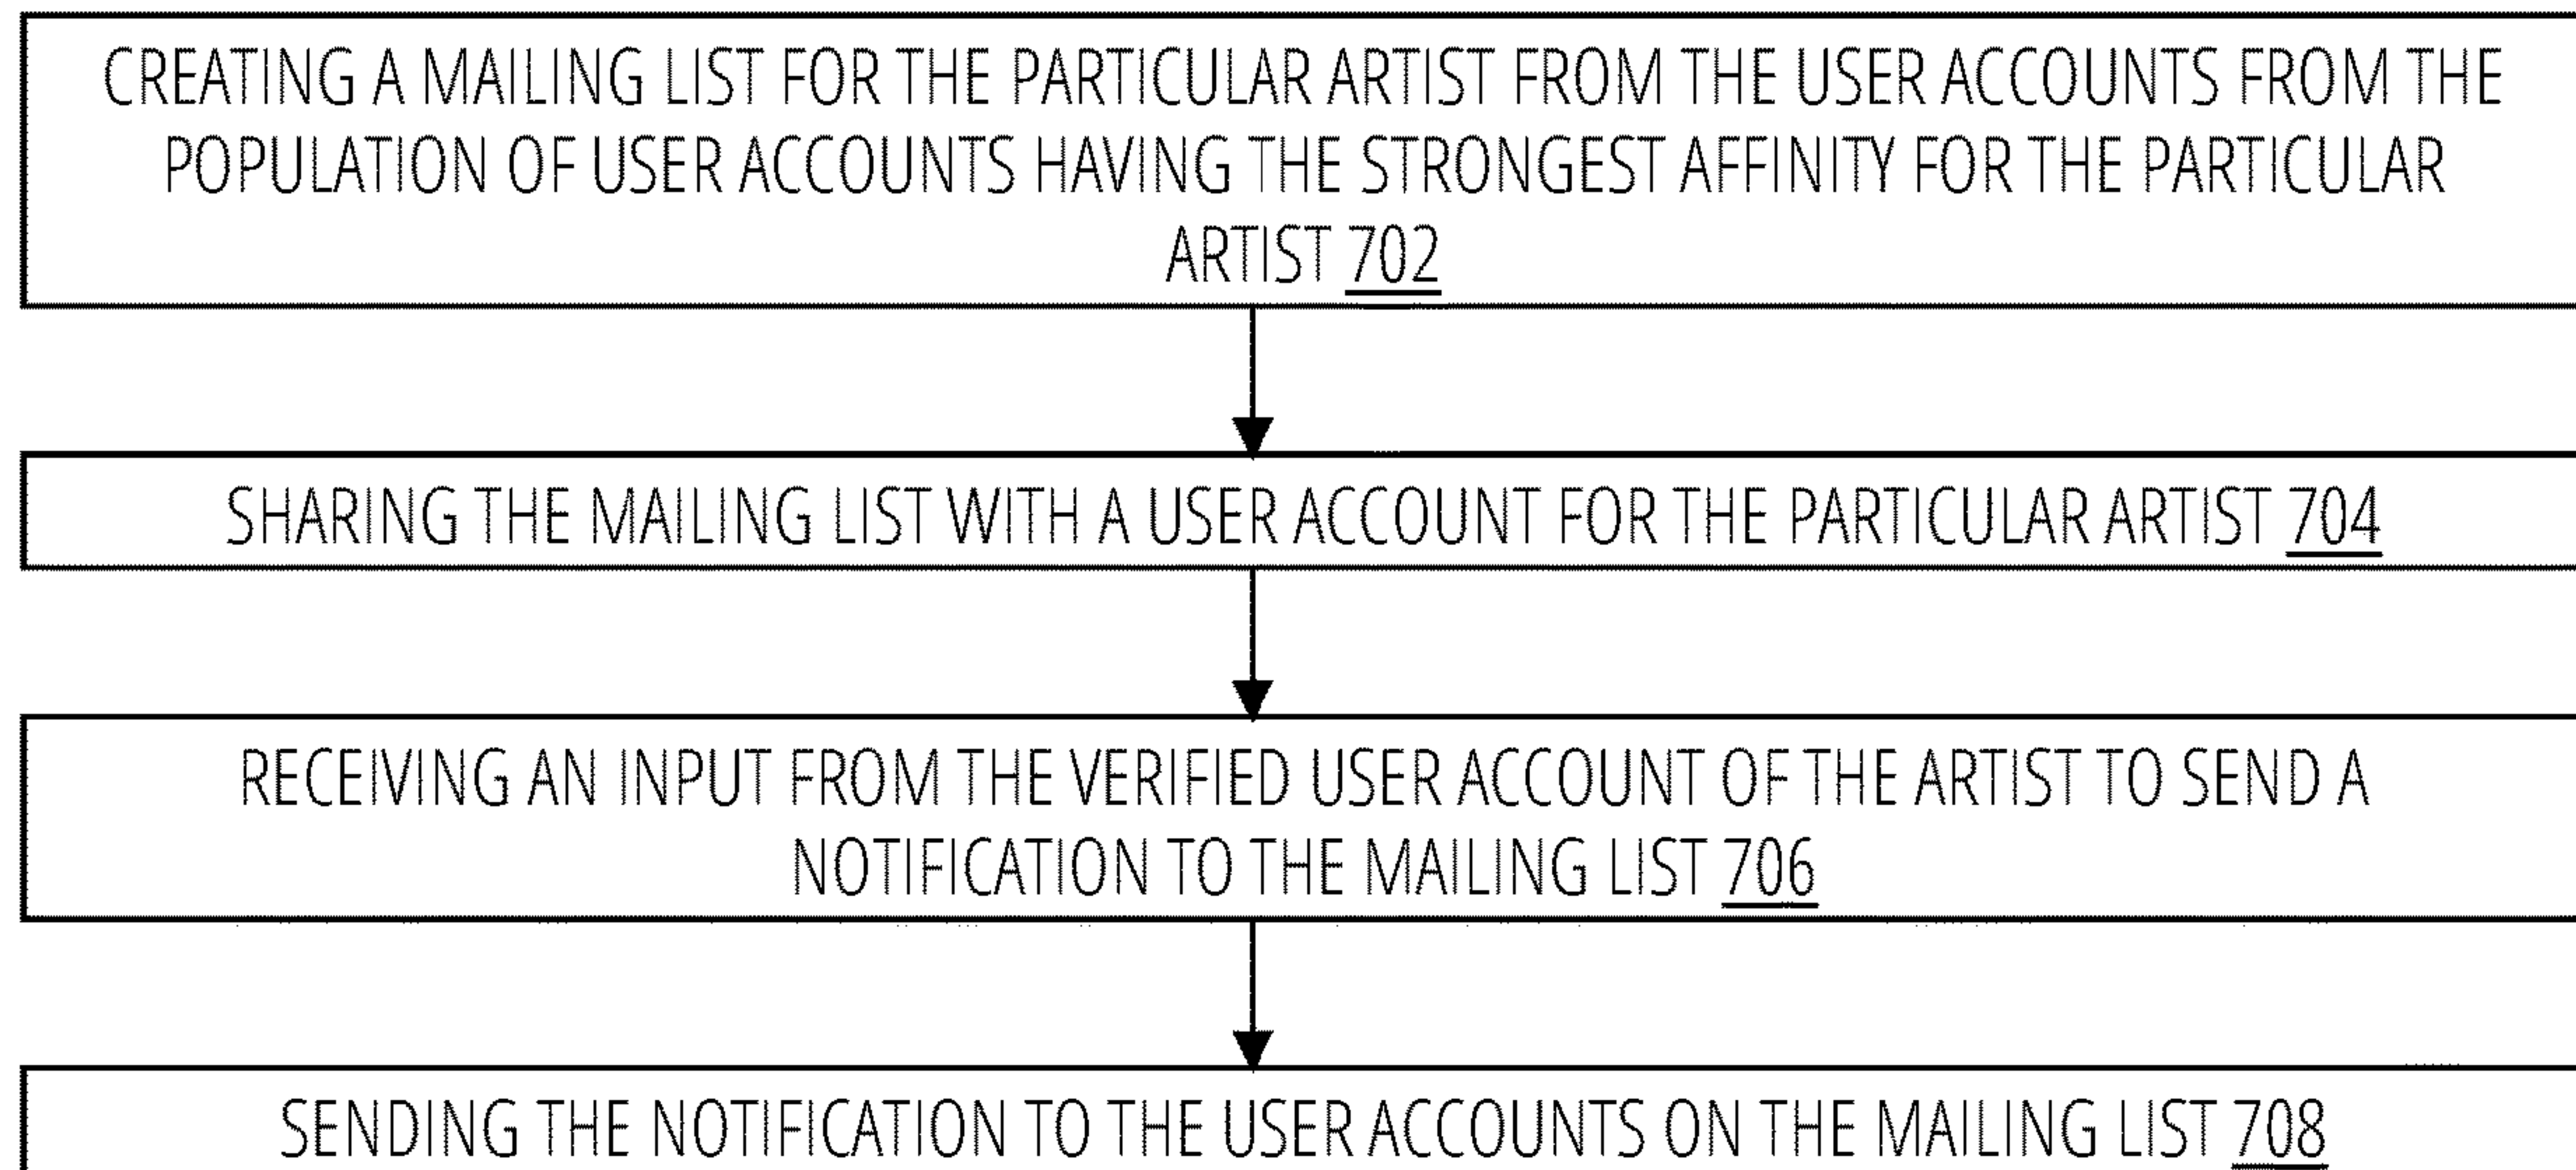 CREATING A MAILING LIST FOR THE PARTICULAR ARTIST FROM THE USER ACCOUNTS FROM THE
POPULATION OF USER ACCOUNTS HAVING THE STRONGEST AFFINITY FOR THE PARTICULAR
ARTIST 702
SHARING THE MAILING LIST WITH A USER ACCOUNT FOR THE PARTICULAR ARTIST 704
RECEIVING AN INPUT FROM THE VERIFIED USER ACCOUNT OF THE ARTIST TO SEND A
NOTIFICATION TO THE MAILING LIST 706
SENDING THE NOTIFICATION TO THE USER ACCOUNTS ON THE MAILING LIST 708